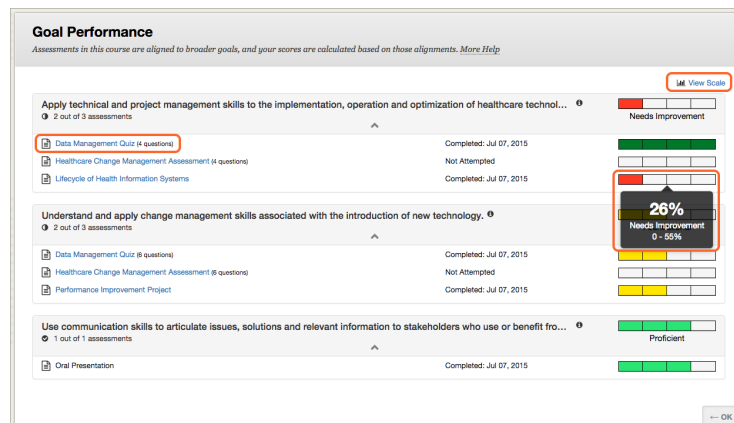 Goal Performance
Assessments in this course are aligned to broader goals, and your scores are calculated based on those alignments. More Help
View Scale
Apply technical and project management skills to the implementation, operation and optimization of healthcare technol...
2 out of 3 assessments
Needs Improvement
Data Management Quiz (4 questions) Completed: Jul 07, 2015
Healthcare Change Management Assessment (4 questions) Not Attempted
Lifecycle of Health Information Systems Completed: Jul 07, 2015
26%
Needs Improvement
0 - 55%
Understand and apply change management skills associated with the introduction of new technology.
2 out of 3 assessments
Data Management Quiz (6 questions) Completed: Jul 07, 2015
Healthcare Change Management Assessment (6 questions) Not Attempted
Performance Improvement Project Completed: Jul 07, 2015
Use communication skills to articulate issues, solutions and relevant information to stakeholders who use or benefit fro...
1 out of 1 assessments
Proficient
Oral Presentation Completed: Jul 07, 2015
← OK